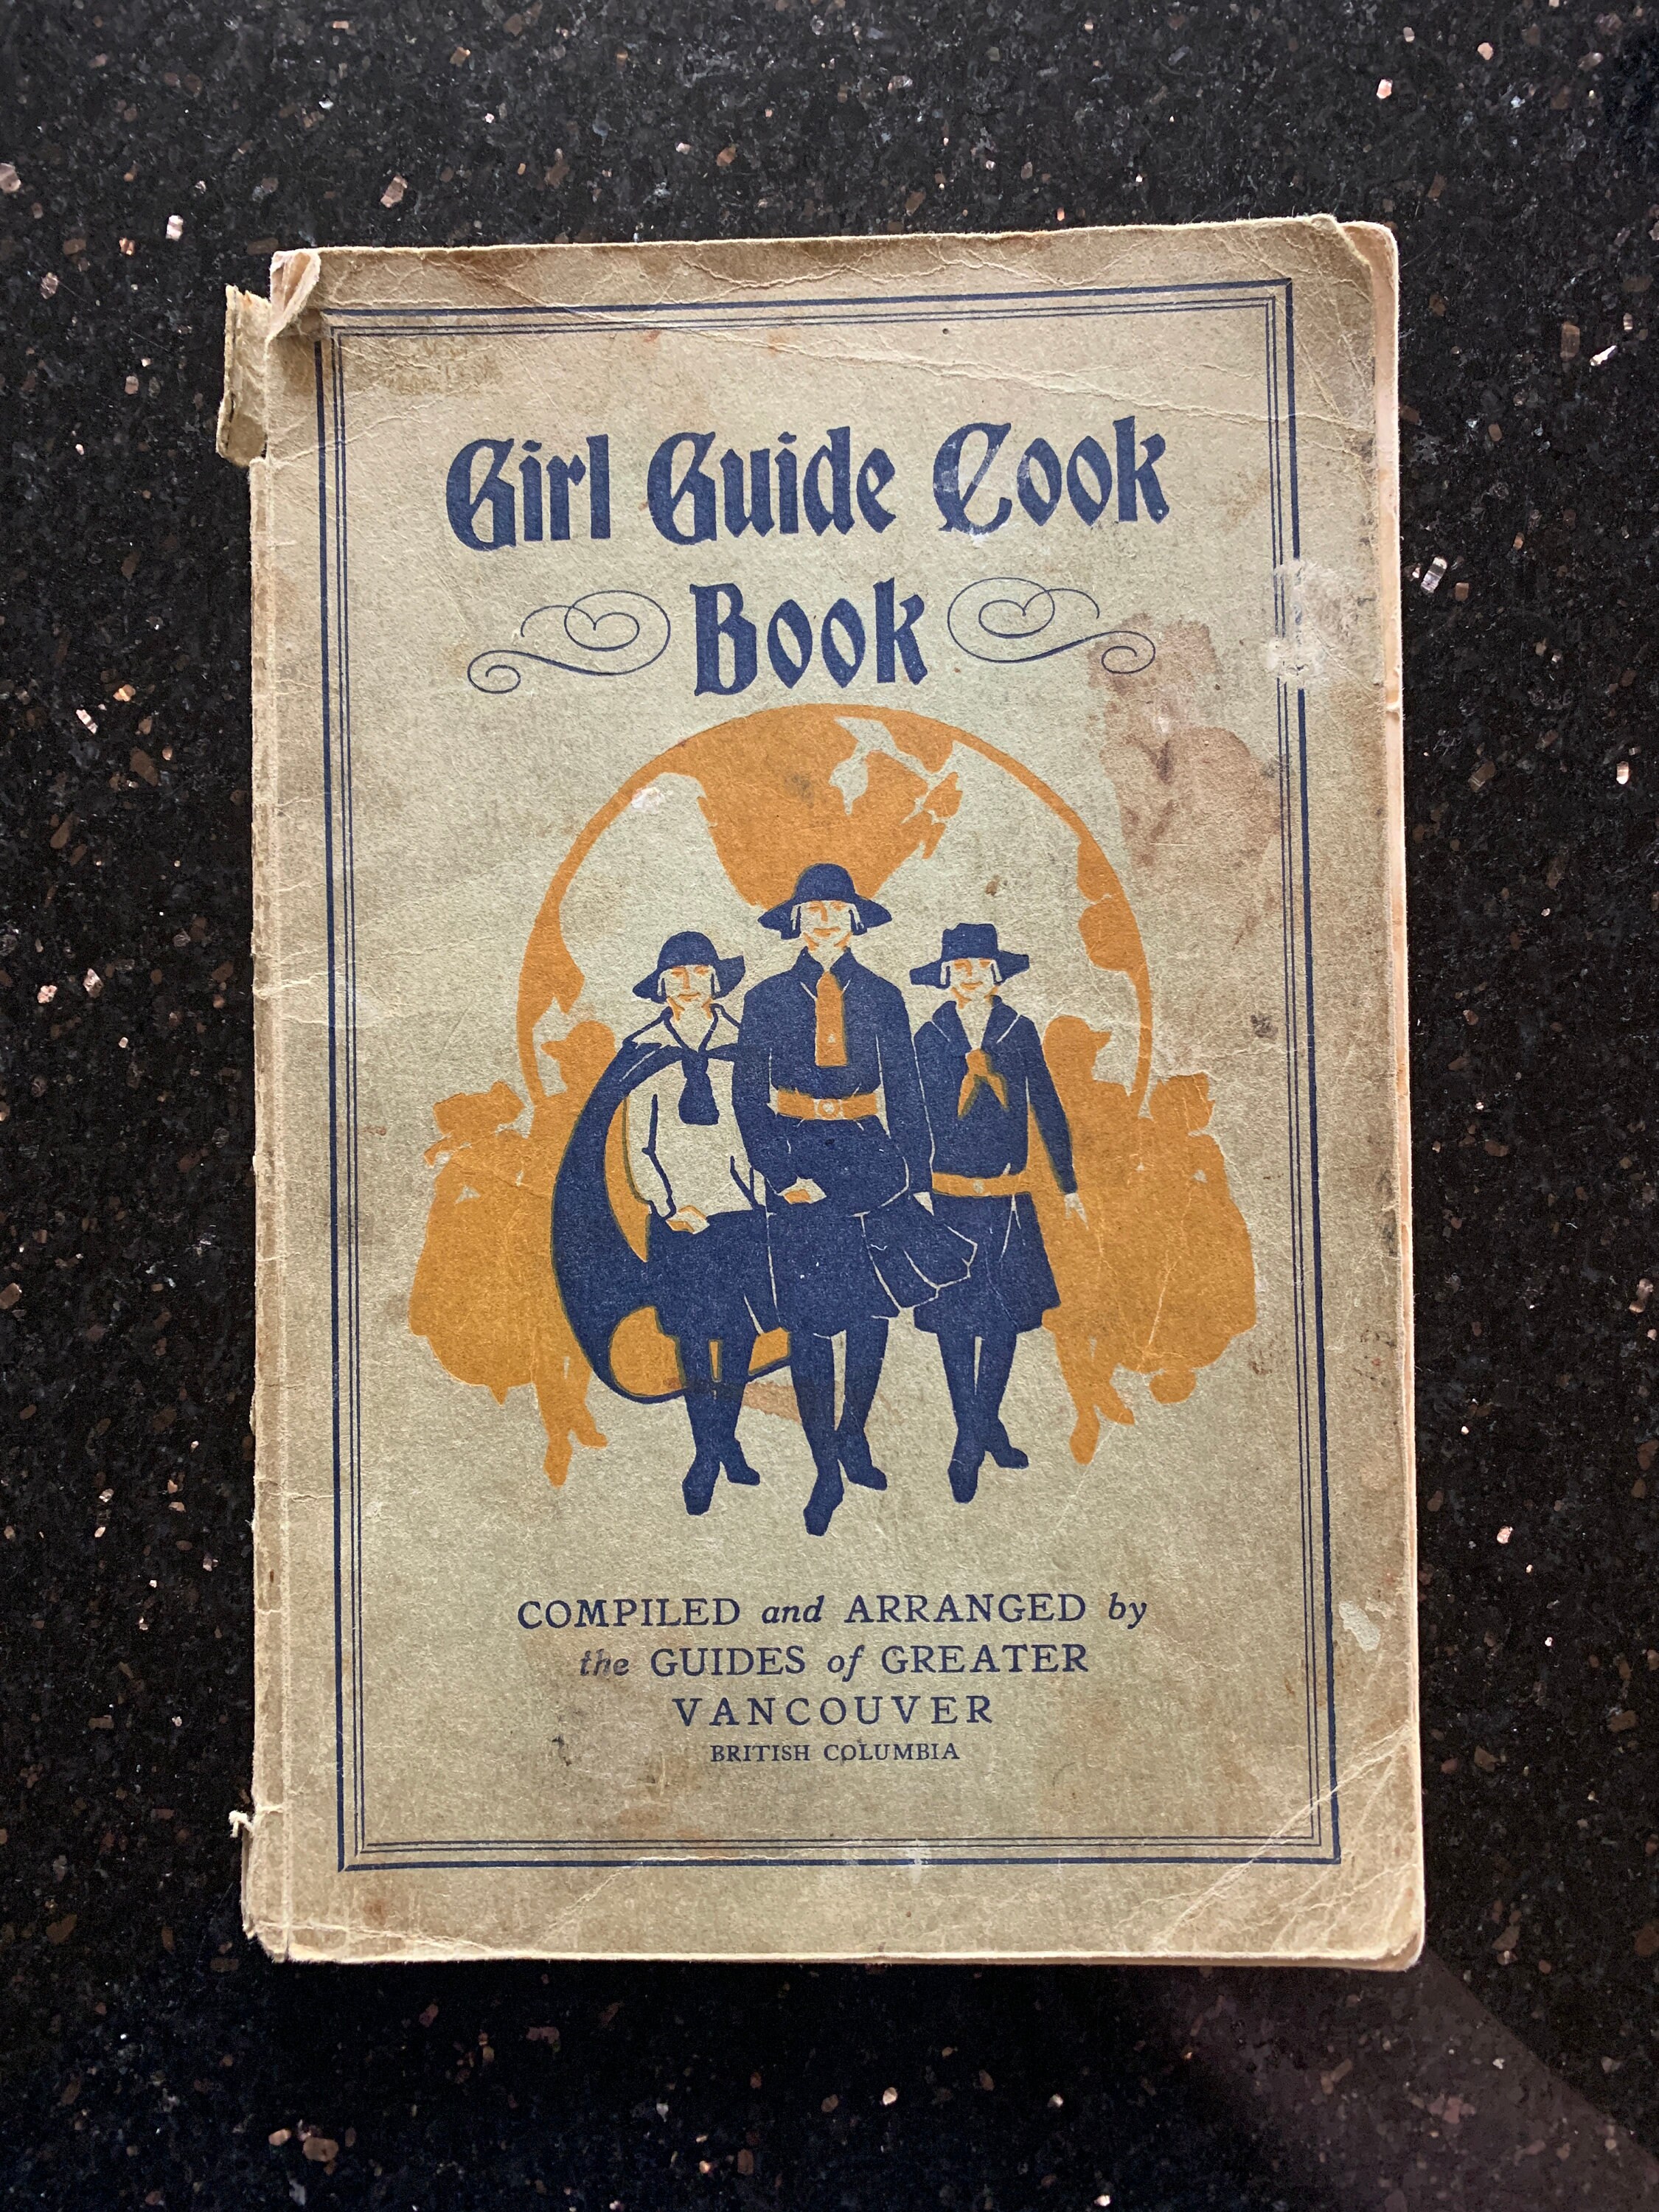 Girl Guide Cook
Book
COMPILED and ARRANGED by
the GUIDES of GREATER
VANCOUVER
BRITISH COLUMBIA